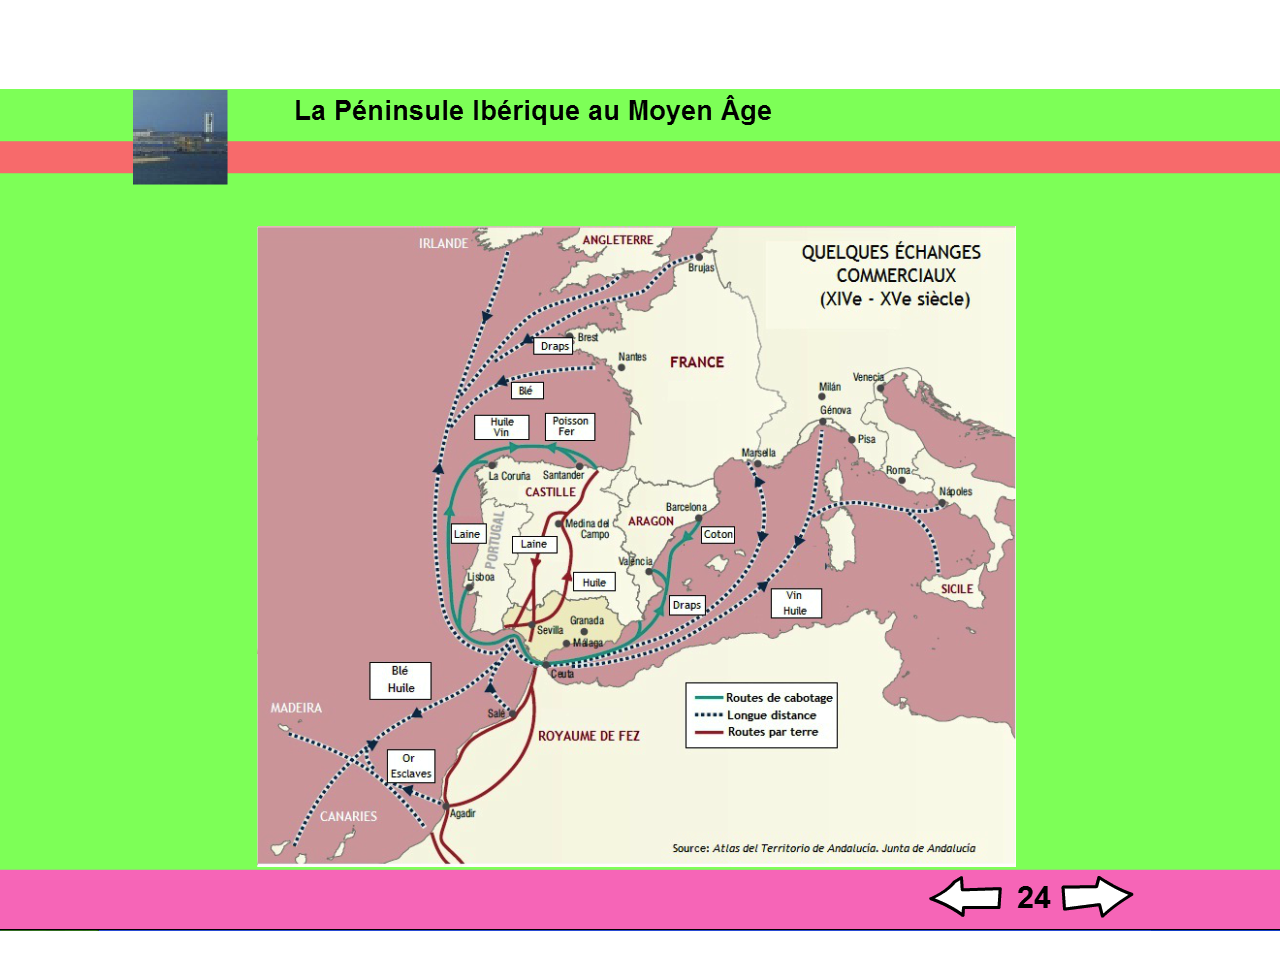 La Péninsule Ibérique au Moyen Âge
IRLANDE
ANGLETERRE
QUELQUES ÉCHANGES
COMMERCIAUX
(XIVe - XVe siècle)
Brujas
Brest
Draps
Nantes
FRANCE
Blé
Venecia
Milán
Génova
Huile
Vin
Poisson
Fer
Pisa
Marsella
Roma
La Coruña
Santander
Nápoles
CASTILLE
Barcelona
ARAGON
Medina del
Campo
PORTUGAL
Laine
Laine
Coton
Valencia
Lisboa
Huile
SICILE
Draps
Vin
Huile
Granada
Sevilla
Málaga
Ceuta
Blé
Huile
MADEIRA
Salé
Routes de cabotage
Longue distance
Routes par terre
ROYAUME DE FEZ
Or
Esclaves
CANARIES
Agadir
Source: Atlas del Territorio de Andalucía. Junta de Andalucía
24